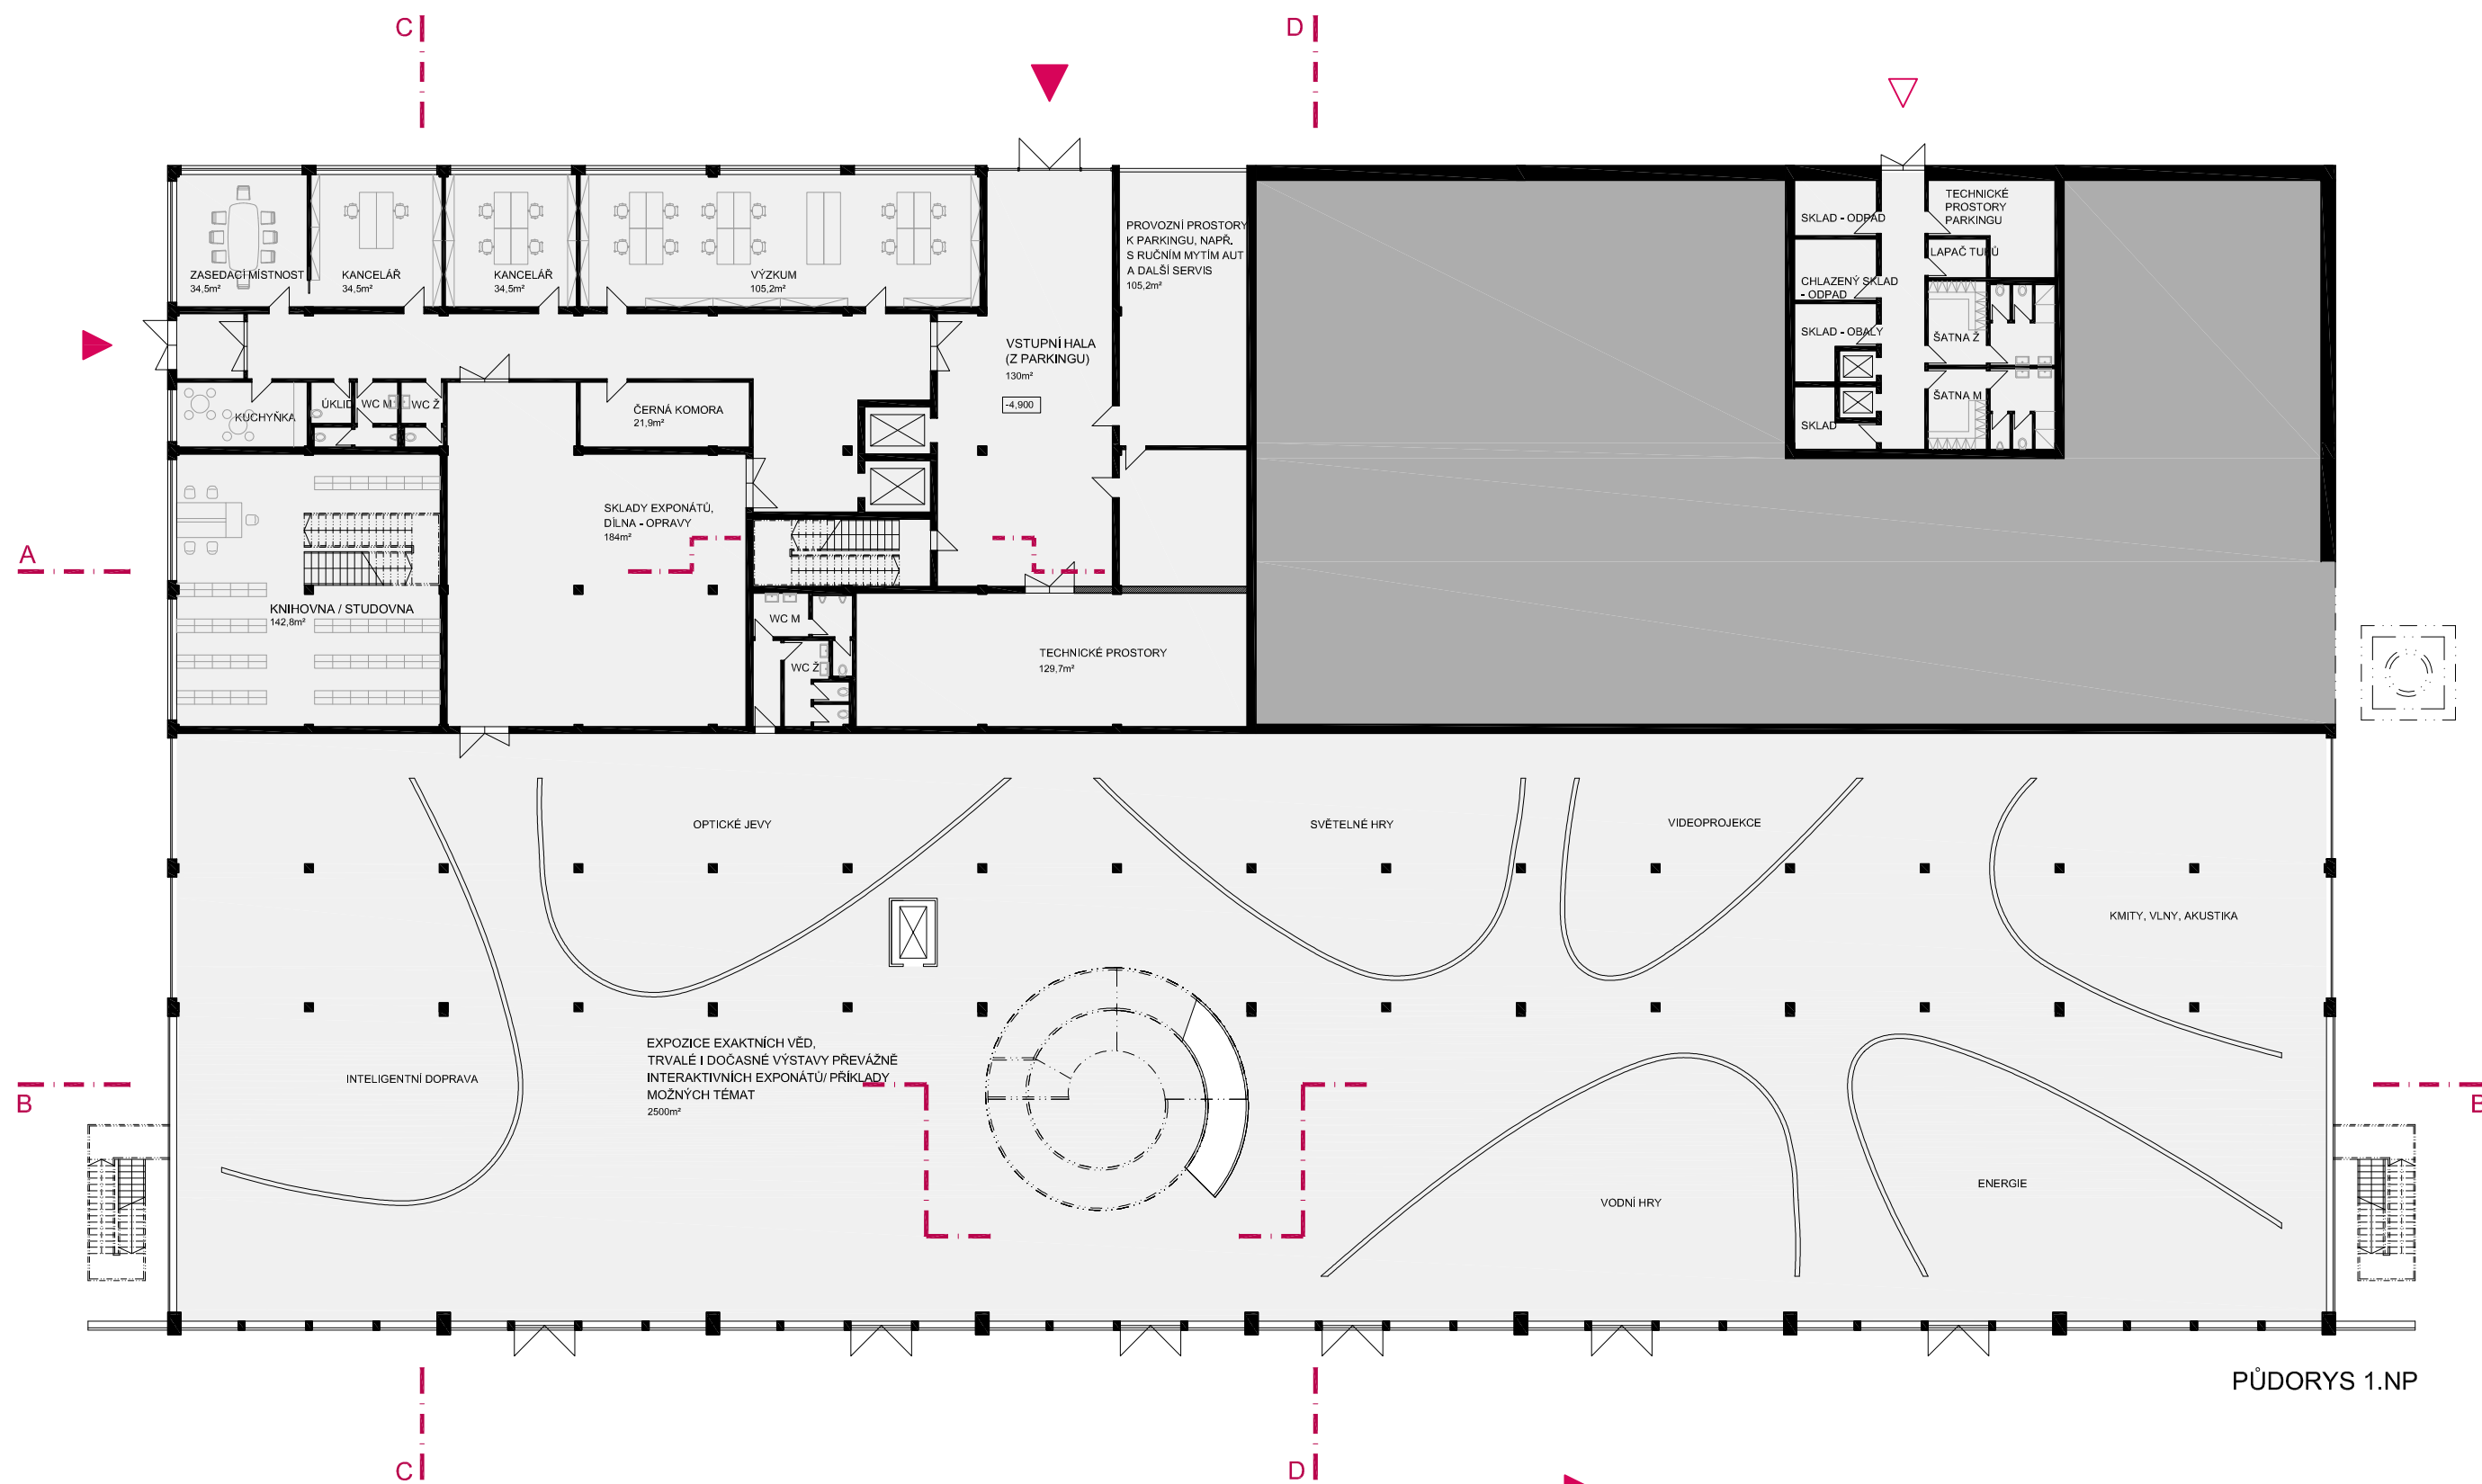 C
D
TECHNICKÉ
PROSTORY
PARKINGU
SKLAD - ODPAD
PROVOZNÍ PROSTORY
K PARKINGU, NAPŘ.
S RUČNÍM MYTÍM AUT
A DALŠÍ SERVIS
105,2m²
LAPAČ TUKŮ
ZASEDACÍ MÍSTNOST
34,5m²
KANCELÁŘ
34,5m²
KANCELÁŘ
34,5m²
VÝZKUM
105,2m²
CHLAZENÝ SKLAD
- ODPAD
SKLAD - OBALY
ŠATNA Ž
VSTUPNÍ HALA
(Z PARKINGU)
130m²
-4,900
KUCHYŇKA
ÚKLID
WC M
WC Ž
ČERNÁ KOMORA
21,9m²
ŠATNA M
SKLAD
SKLADY EXPONÁTŮ,
DÍLNA - OPRAVY
184m²
A
KNIHOVNA / STUDOVNA
142,8m²
WC M
WC Ž
TECHNICKÉ PROSTORY
129,7m²
OPTICKÉ JEVY
SVĚTELNÉ HRY
VIDEOPROJEKCE
KMITY, VLNY, AKUSTIKA
EXPOZICE EXAKTNÍCH VĚD,
TRVALÉ I DOČASNÉ VÝSTAVY PŘEVÁŽNĚ
INTERAKTIVNÍCH EXPONÁTŮ/ PŘÍKLADY
MOŽNÝCH TÉMAT
2500m²
INTELIGENTNÍ DOPRAVA
B
B
ENERGIE
VODNÍ HRY
PŮDORYS 1.NP
C
D